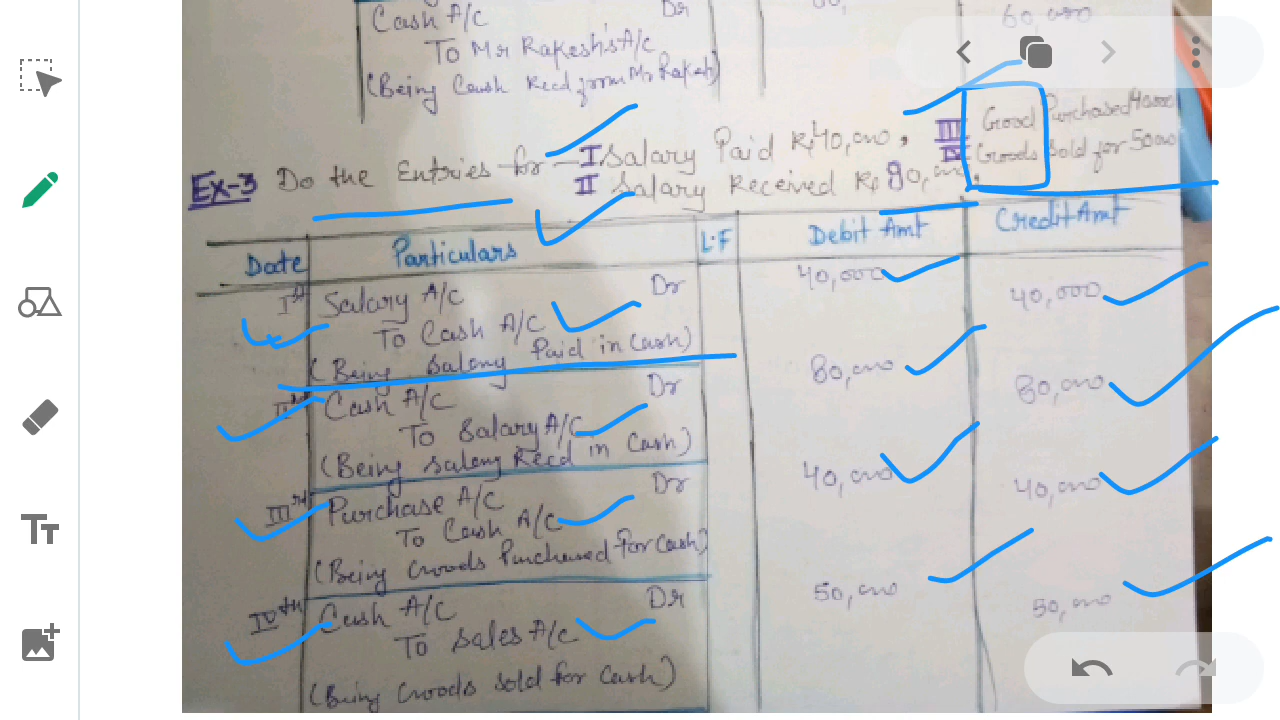 Cash A/C Dr 60,000
To Mr Rakesh's A/C
(Being Cash Recd from Mr Rakesh)
Ex-3 Do the Entries for - I Salary Paid Rs 40,000, III Good Purchased 40000
II Salary Received Rs 80,000, IV Goods Sold for 50000
Date Particulars L.F Debit Amt Credit Amt
Ist Salary A/C Dr 40,000
To Cash A/C 40,000
(Being Salary Paid in Cash)
IInd Cash A/C Dr 80,000
To Salary A/C 80,000
(Being Salary Recd in Cash)
IIIrd Purchase A/C Dr 40,000
To Cash A/C 40,000
(Being Goods Purchased for Cash)
IVth Cash A/C Dr 50,000
To Sales A/C 50,000
(Being Goods Sold for Cash)